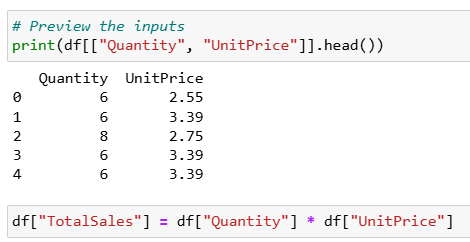 # Preview the inputs
print(df[["Quantity", "UnitPrice"]].head())
   Quantity  UnitPrice
0         6       2.55
1         6       3.39
2         8       2.75
3         6       3.39
4         6       3.39
df["TotalSales"] = df["Quantity"] * df["UnitPrice"]